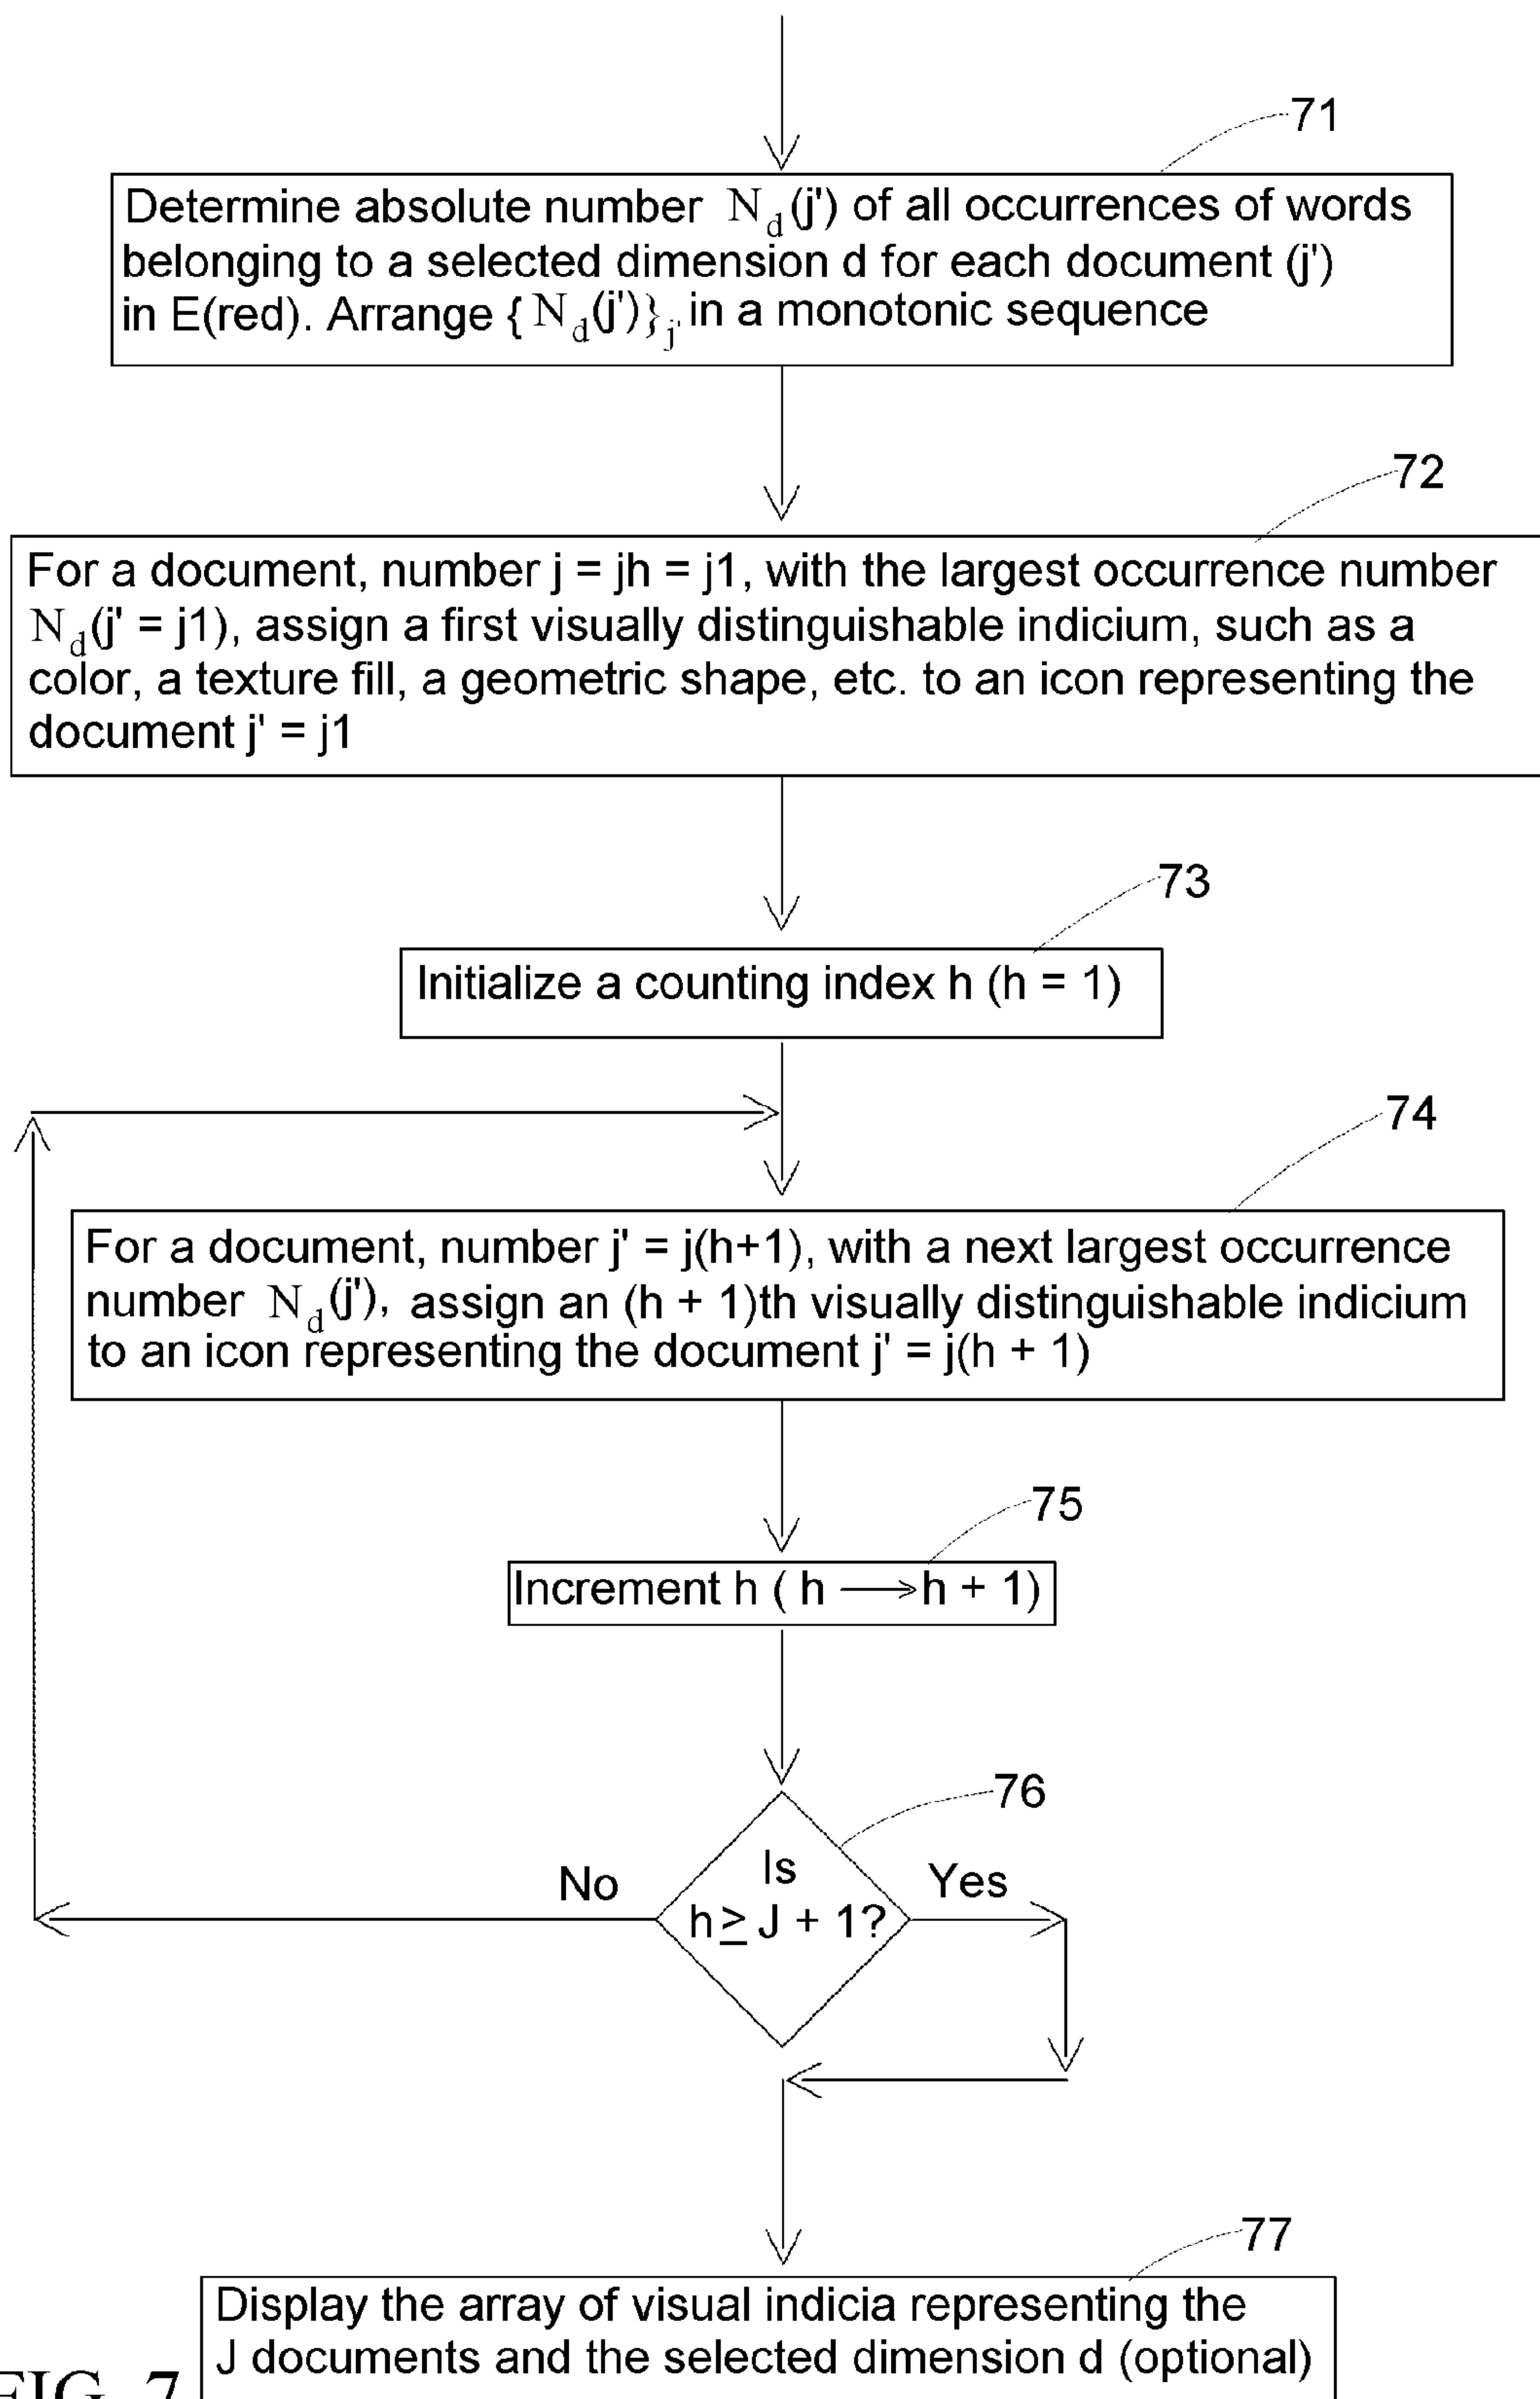 71
Determine absolute number N_d(j') of all occurrences of words
belonging to a selected dimension d for each document (j')
in E(red). Arrange {N_d(j')}_j' in a monotonic sequence
72
For a document, number j = jh = j1, with the largest occurrence number
N_d(j' = j1), assign a first visually distinguishable indicium, such as a
color, a texture fill, a geometric shape, etc. to an icon representing the
document j' = j1
73
Initialize a counting index h (h = 1)
74
For a document, number j' = j(h+1), with a next largest occurrence
number N_d(j'), assign an (h + 1)th visually distinguishable indicium
to an icon representing the document j' = j(h + 1)
75
Increment h ( h ⟶ h + 1)
76
Is
h ≥ J + 1?
No
Yes
77
Display the array of visual indicia representing the
J documents and the selected dimension d (optional)
FIG. 7